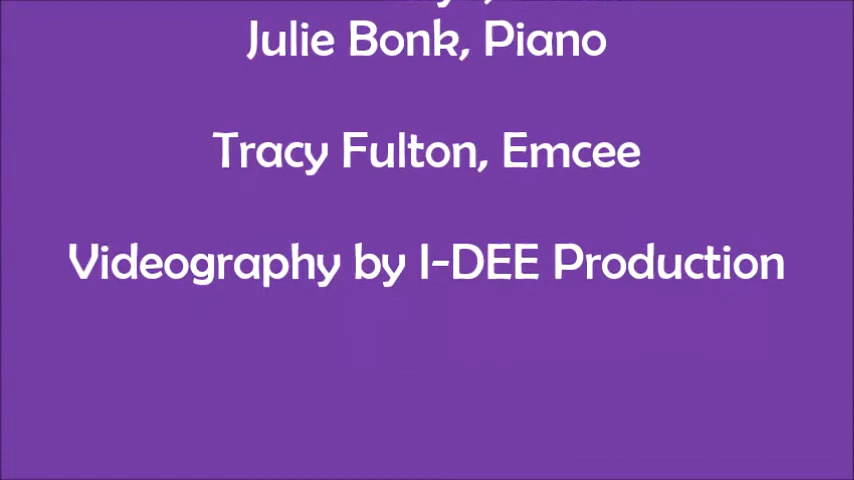 Julie Bonk, Piano
Tracy Fulton, Emcee
Videography by I-DEE Production